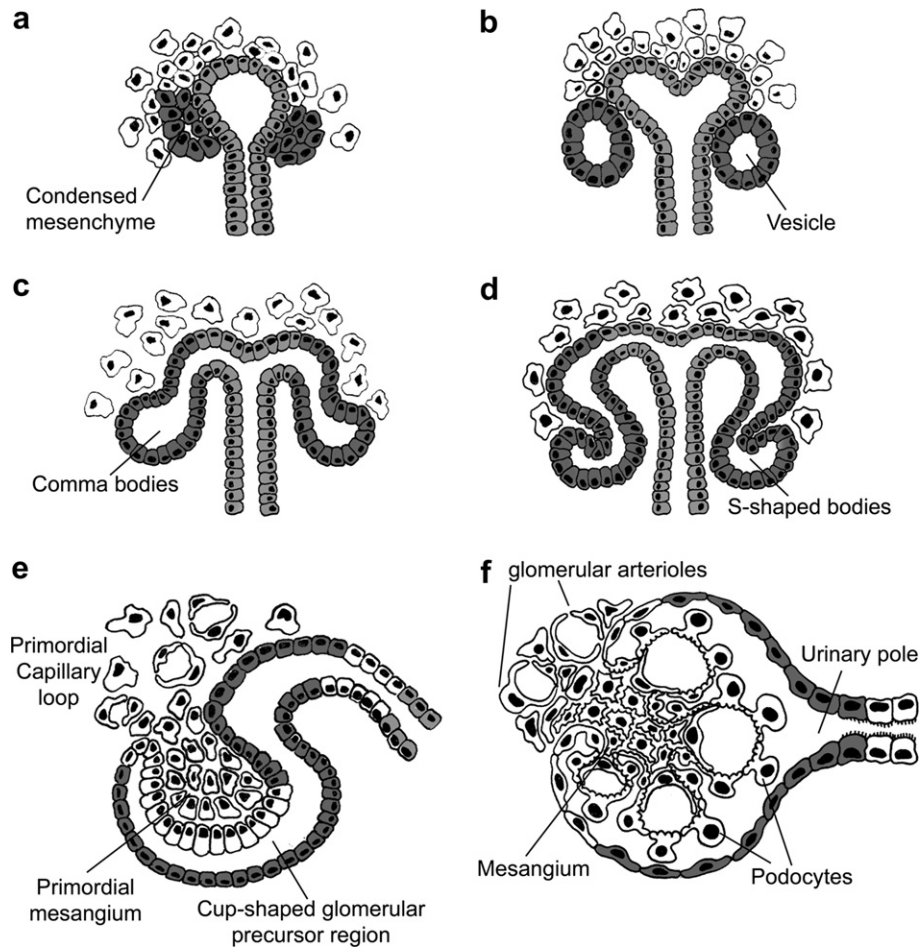 a
b
Condensed
mesenchyme
Vesicle
c
d
Comma bodies
S-shaped bodies
e
f
glomerular arterioles
Primordial
Capillary
loop
Urinary pole
Mesangium
Podocytes
Primordial
mesangium
Cup-shaped glomerular
precursor region